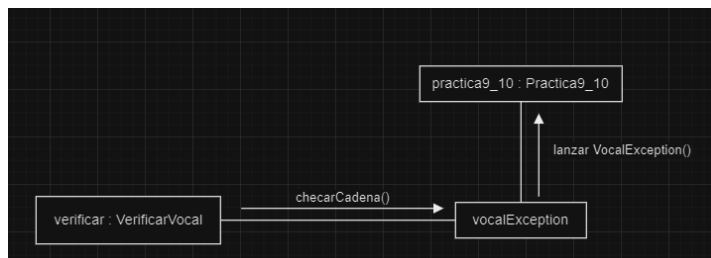 practica9_10 : Practica9_10
lanzar VocalException()
checarCadena()
verificar : VerificarVocal
vocalException